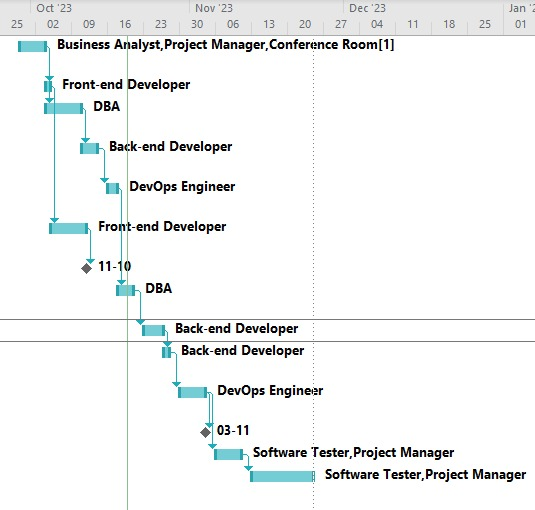 Oct '23 Nov '23 Dec '23 Jan '2
25 02 09 16 23 30 06 13 20 27 04 11 18 25 01
Business Analyst,Project Manager,Conference Room[1]
Front-end Developer
DBA
Back-end Developer
DevOps Engineer
Front-end Developer
11-10
DBA
Back-end Developer
Back-end Developer
DevOps Engineer
03-11
Software Tester,Project Manager
Software Tester,Project Manager